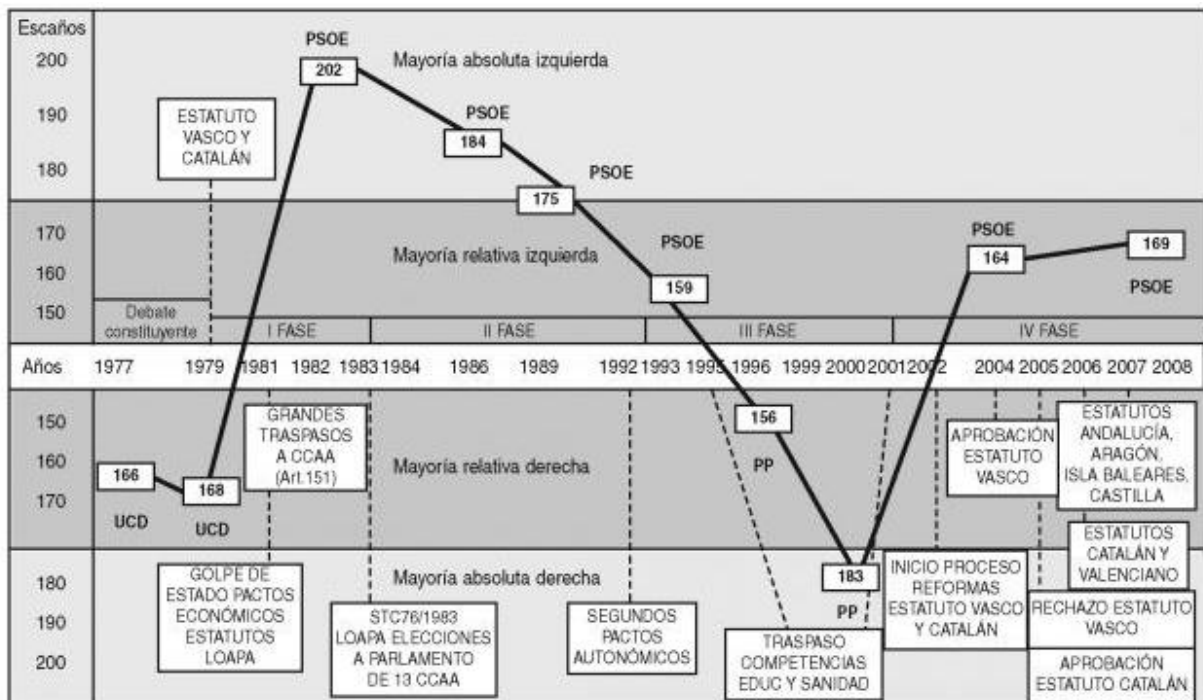 Escaños
200
190
180
170
160
150
PSOE
202
Mayoría absoluta izquierda
ESTATUTO
VASCO Y
CATALÁN
PSOE
184
PSOE
175
Mayoría relativa izquierda
PSOE
159
PSOE
164
169
PSOE
Debate
constituyente
I FASE
II FASE
III FASE
IV FASE
Años
1977 1979 1981 1982 1983 1984 1986 1989 1992 1993 1995 1996 1999 2000 2001 2002 2004 2005 2006 2007 2008
150
160
170
180
190
200
166
UCD
168
UCD
GRANDES
TRASPASOS
A CCAA
(Art.151)
Mayoría relativa derecha
156
PP
APROBACIÓN
ESTATUTO
VASCO
ESTATUTOS
ANDALUCÍA,
ARAGÓN,
ISLA BALEARES,
CASTILLA
ESTATUTOS
CATALÁN Y
VALENCIANO
Mayoría absoluta derecha
183
PP
GOLPE DE
ESTADO PACTOS
ECONÓMICOS
ESTATUTOS
LOAPA
STC76/1983
LOAPA ELECCIONES
A PARLAMENTO
DE 13 CCAA
SEGUNDOS
PACTOS
AUTONÓMICOS
TRASPASO
COMPETENCIAS
EDUC Y SANIDAD
INICIO PROCESO
REFORMAS
ESTATUTO VASCO
Y CATALÁN
RECHAZO ESTATUTO
VASCO
APROBACIÓN
ESTATUTO CATALÁN